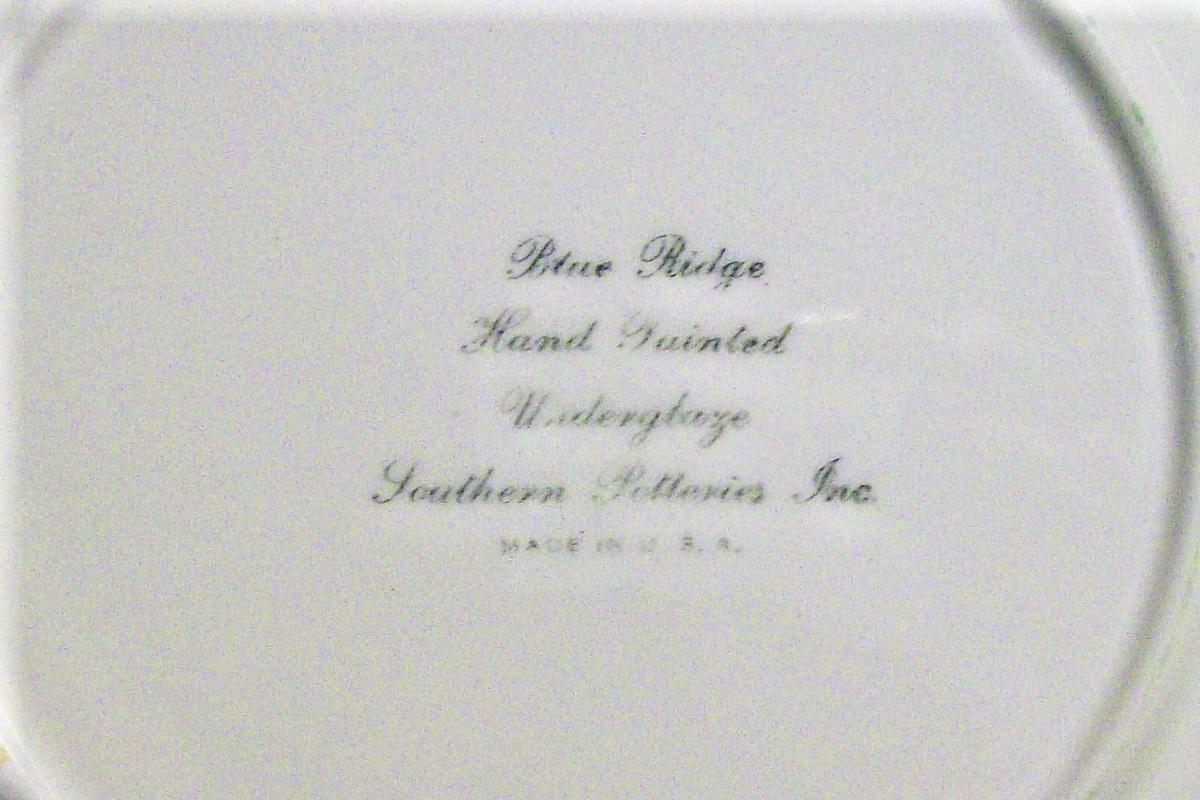 Blue Ridge
Hand Painted
Underglaze
Southern Potteries Inc.
MADE IN U. S. A.